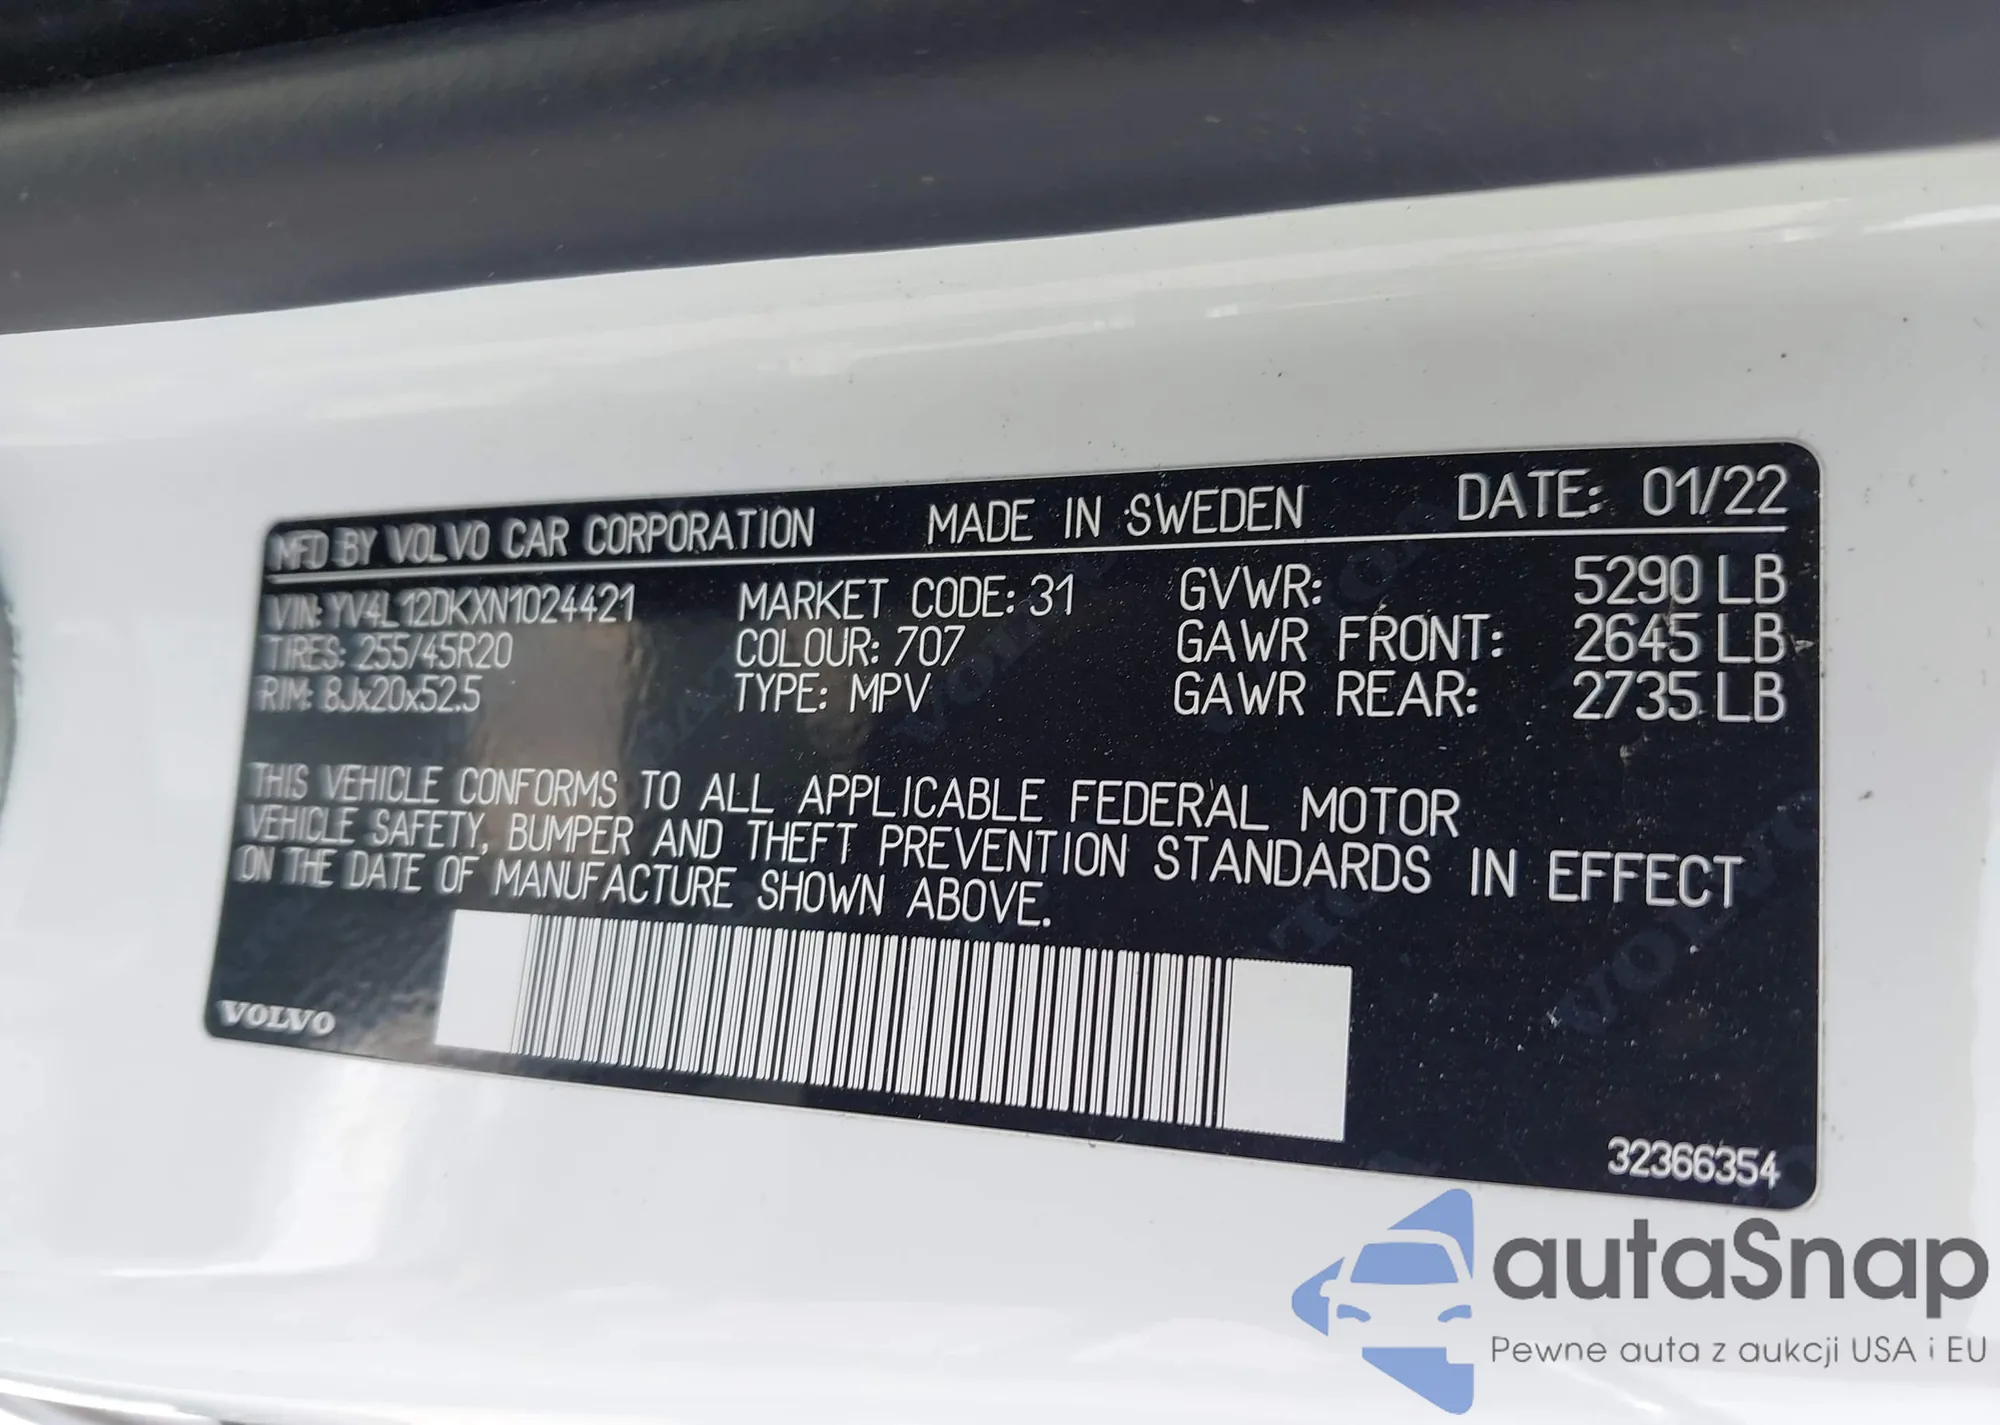 MFD BY VOLVO CAR CORPORATION MADE IN SWEDEN DATE: 01/22
VIN: YV4L12DKXN1024421 MARKET CODE: 31 GVWR: 5290 LB
TIRES: 255/45R20 COLOUR: 707 GAWR FRONT: 2645 LB
RIM: 8Jx20x52.5 TYPE: MPV GAWR REAR: 2735 LB
THIS VEHICLE CONFORMS TO ALL APPLICABLE FEDERAL MOTOR
VEHICLE SAFETY, BUMPER AND THEFT PREVENTION STANDARDS IN EFFECT
ON THE DATE OF MANUFACTURE SHOWN ABOVE.
VOLVO
32366354
autaSnap
Pewne auta z aukcji USA i EU